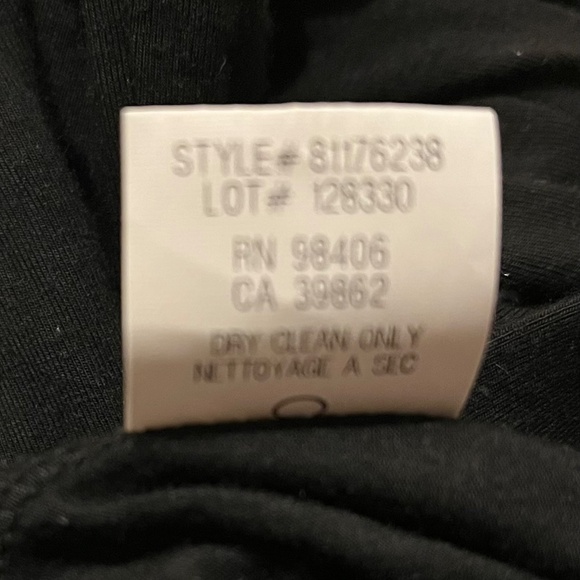 STYLE# 81176238
LOT# 128330
RN 98406
CA 39862
DRY CLEAN ONLY
NETTOYAGE A SEC